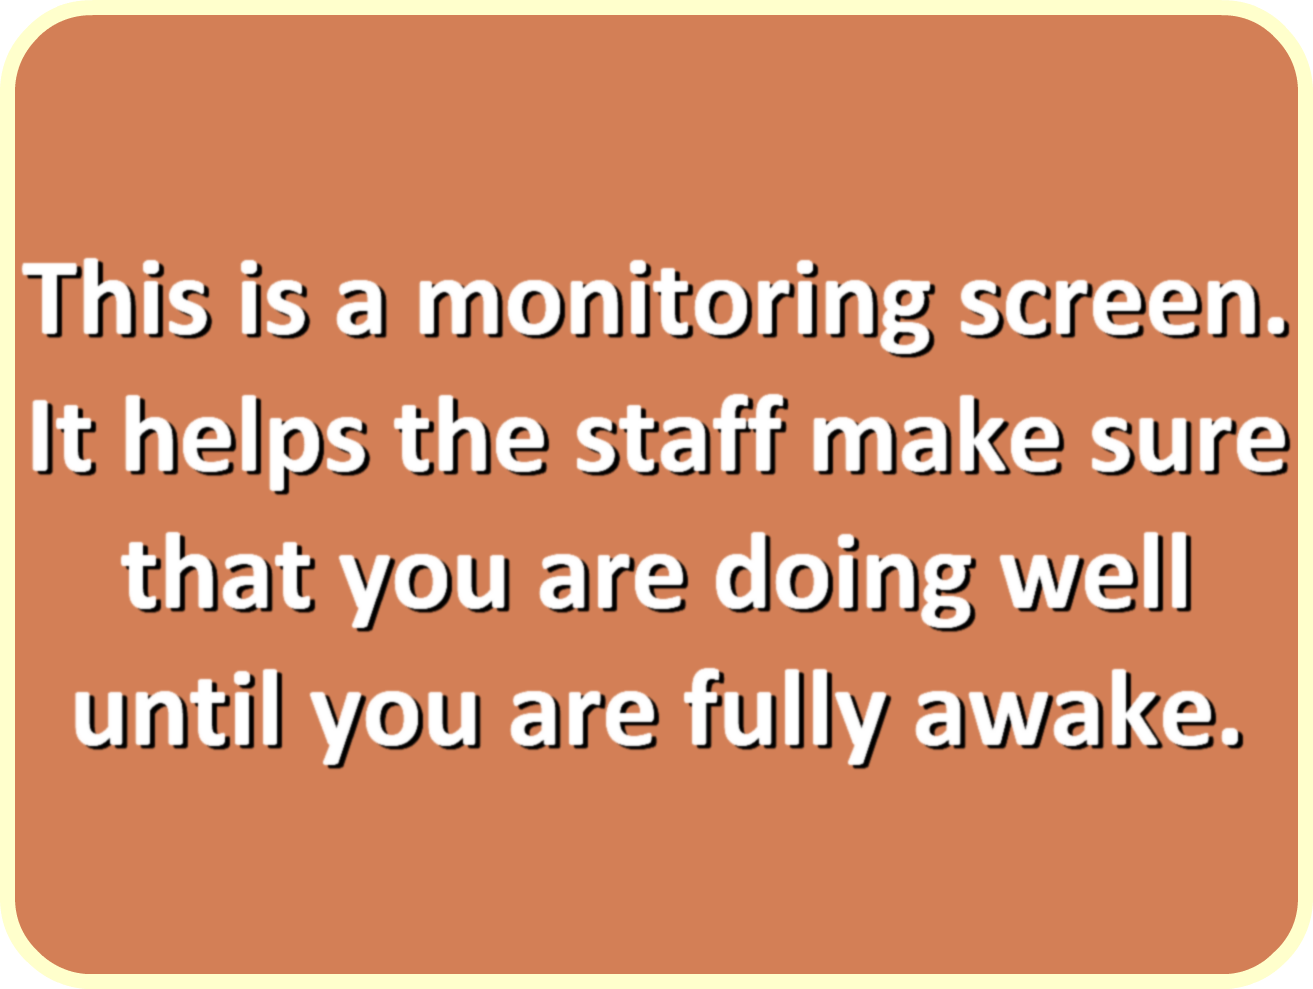 This is a monitoring screen.
It helps the staff make sure
that you are doing well
until you are fully awake.